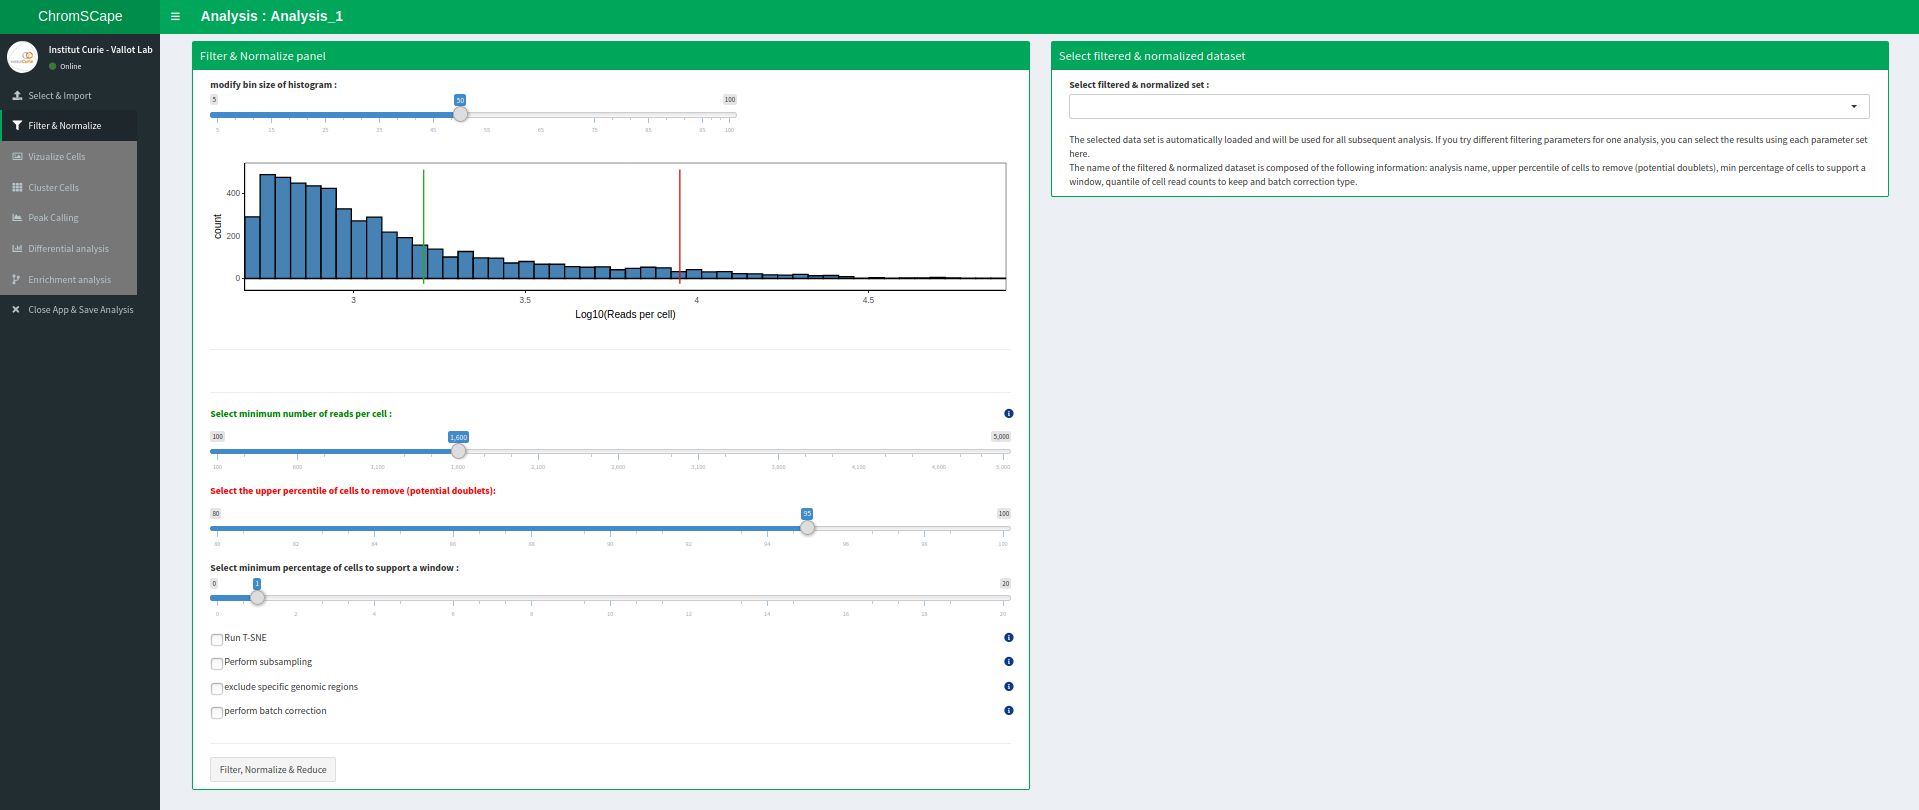 ChromSCape
Analysis : Analysis_1
Institut Curie - Vallot Lab
Online
Select & Import
Filter & Normalize
Vizualize Cells
Cluster Cells
Peak Calling
Differential analysis
Enrichment analysis
Close App & Save Analysis
Filter & Normalize panel
modify bin size of histogram :
5 50 100
5 15 25 35 45 55 65 75 85 95 100
count
400
200
0
3 3.5 4 4.5
Log10(Reads per cell)
Select minimum number of reads per cell :
100 1,600 5,000
100 600 1,100 1,600 2,100 2,600 3,100 3,600 4,100 4,600 5,000
Select the upper percentile of cells to remove (potential doublets):
80 95 100
80 82 84 86 88 90 92 94 96 98 100
Select minimum percentage of cells to support a window :
0 1 20
0 2 4 6 8 10 12 14 16 18 20
Run T-SNE
Perform subsampling
exclude specific genomic regions
perform batch correction
Filter, Normalize & Reduce
Select filtered & normalized dataset
Select filtered & normalized set :
The selected data set is automatically loaded and will be used for all subsequent analysis. If you try different filtering parameters for one analysis, you can select the results using each parameter set
here.
The name of the filtered & normalized dataset is composed of the following information: analysis name, upper percentile of cells to remove (potential doublets), min percentage of cells to support a
window, quantile of cell read counts to keep and batch correction type.